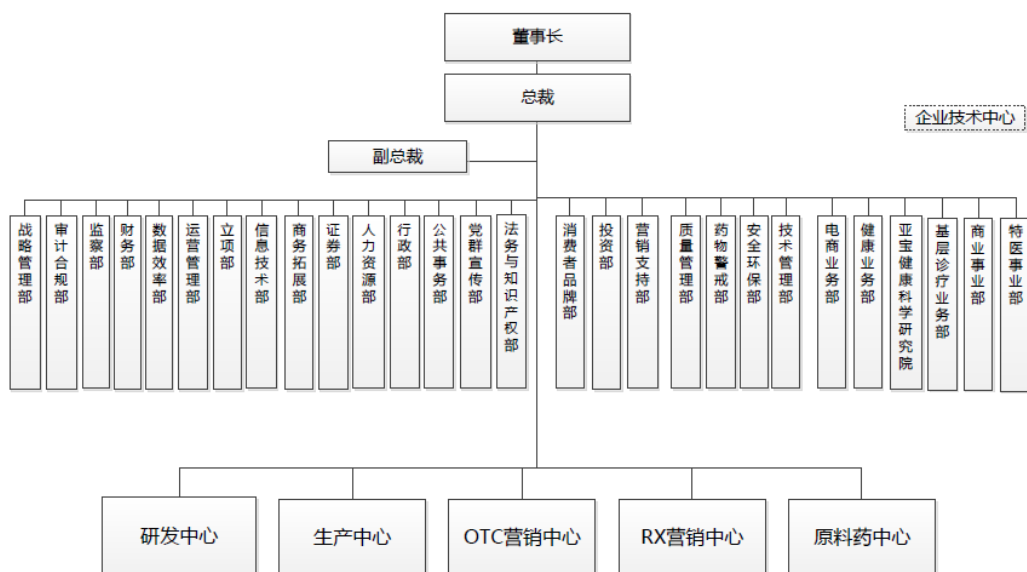 董事长
总裁
企业技术中心
副总裁
战略管理部
审计合规部
监察部
财务部
数据效率部
运营管理部
立项部
信息技术部
商务拓展部
证券部
人力资源部
行政部
公共事务部
党群宣传部
法务与知识产权部
消费者品牌部
投资部
营销支持部
质量管理部
药物警戒部
安全环保部
技术管理部
电商业务部
健康业务部
亚宝健康科学研究院
基层诊疗业务部
商业事业部
特医事业部
研发中心
生产中心
OTC营销中心
RX营销中心
原料药中心